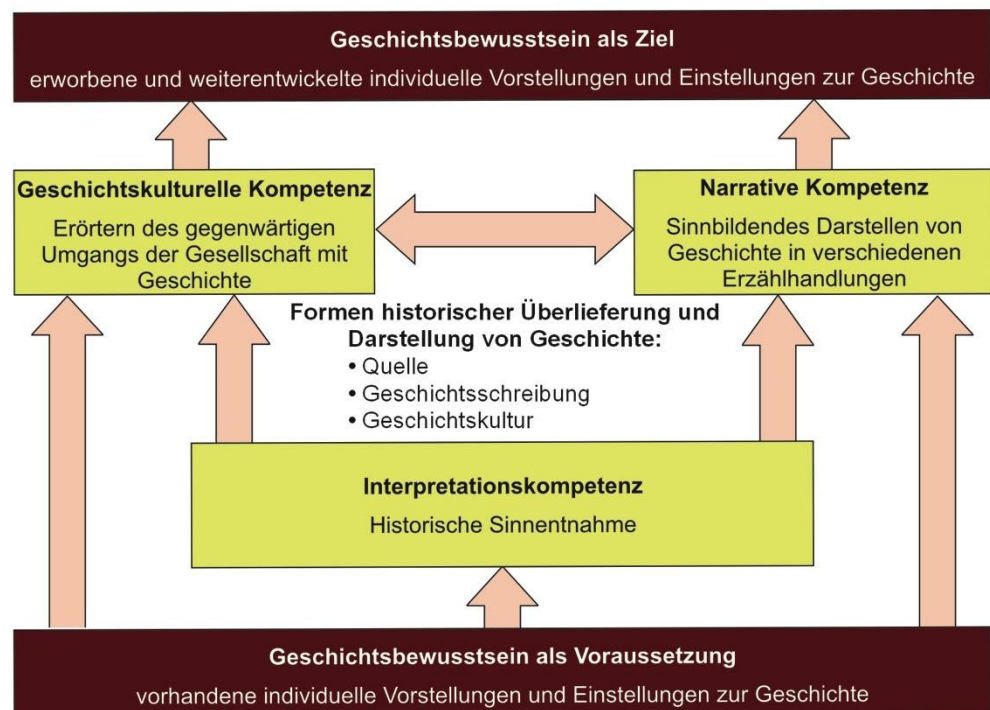 Geschichtsbewusstsein als Ziel
erworbene und weiterentwickelte individuelle Vorstellungen und Einstellungen zur Geschichte
Geschichtskulturelle Kompetenz
Erörtern des gegenwärtigen
Umgangs der Gesellschaft mit
Geschichte
Narrative Kompetenz
Sinnbildendes Darstellen von
Geschichte in verschiedenen
Erzählhandlungen
Formen historischer Überlieferung und
Darstellung von Geschichte:
• Quelle
• Geschichtsschreibung
• Geschichtskultur
Interpretationskompetenz
Historische Sinnentnahme
Geschichtsbewusstsein als Voraussetzung
vorhandene individuelle Vorstellungen und Einstellungen zur Geschichte